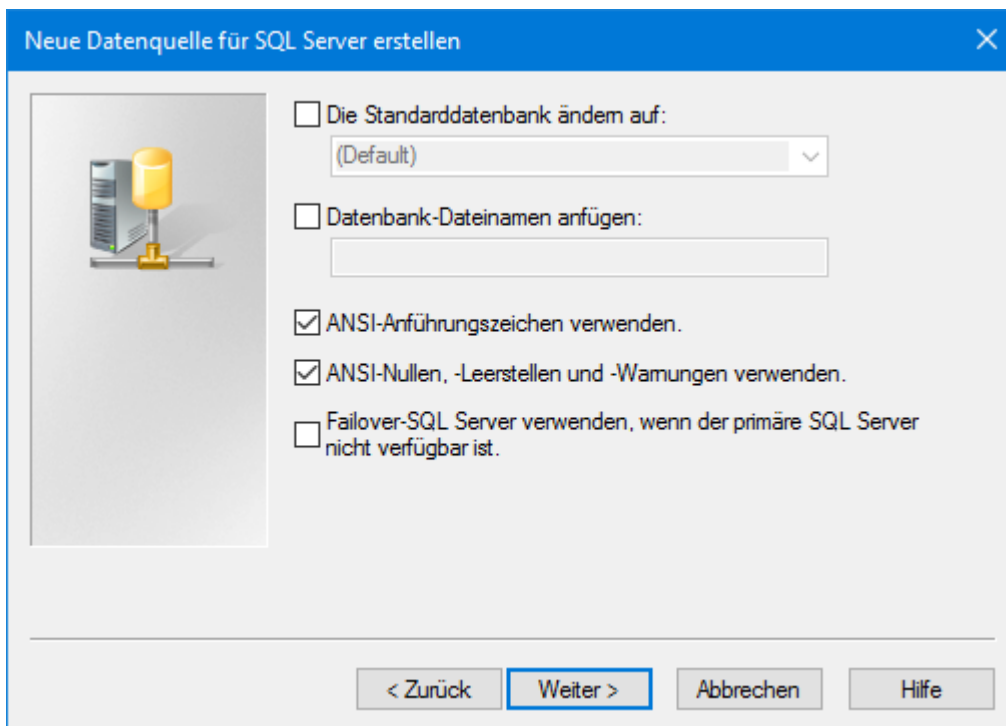 Neue Datenquelle für SQL Server erstellen
Die Standarddatenbank ändern auf:
(Default)
Datenbank-Dateinamen anfügen:
ANSI-Anführungszeichen verwenden.
ANSI-Nullen, -Leerstellen und -Warnungen verwenden.
Failover-SQL Server verwenden, wenn der primäre SQL Server
nicht verfügbar ist.
< Zurück
Weiter >
Abbrechen
Hilfe